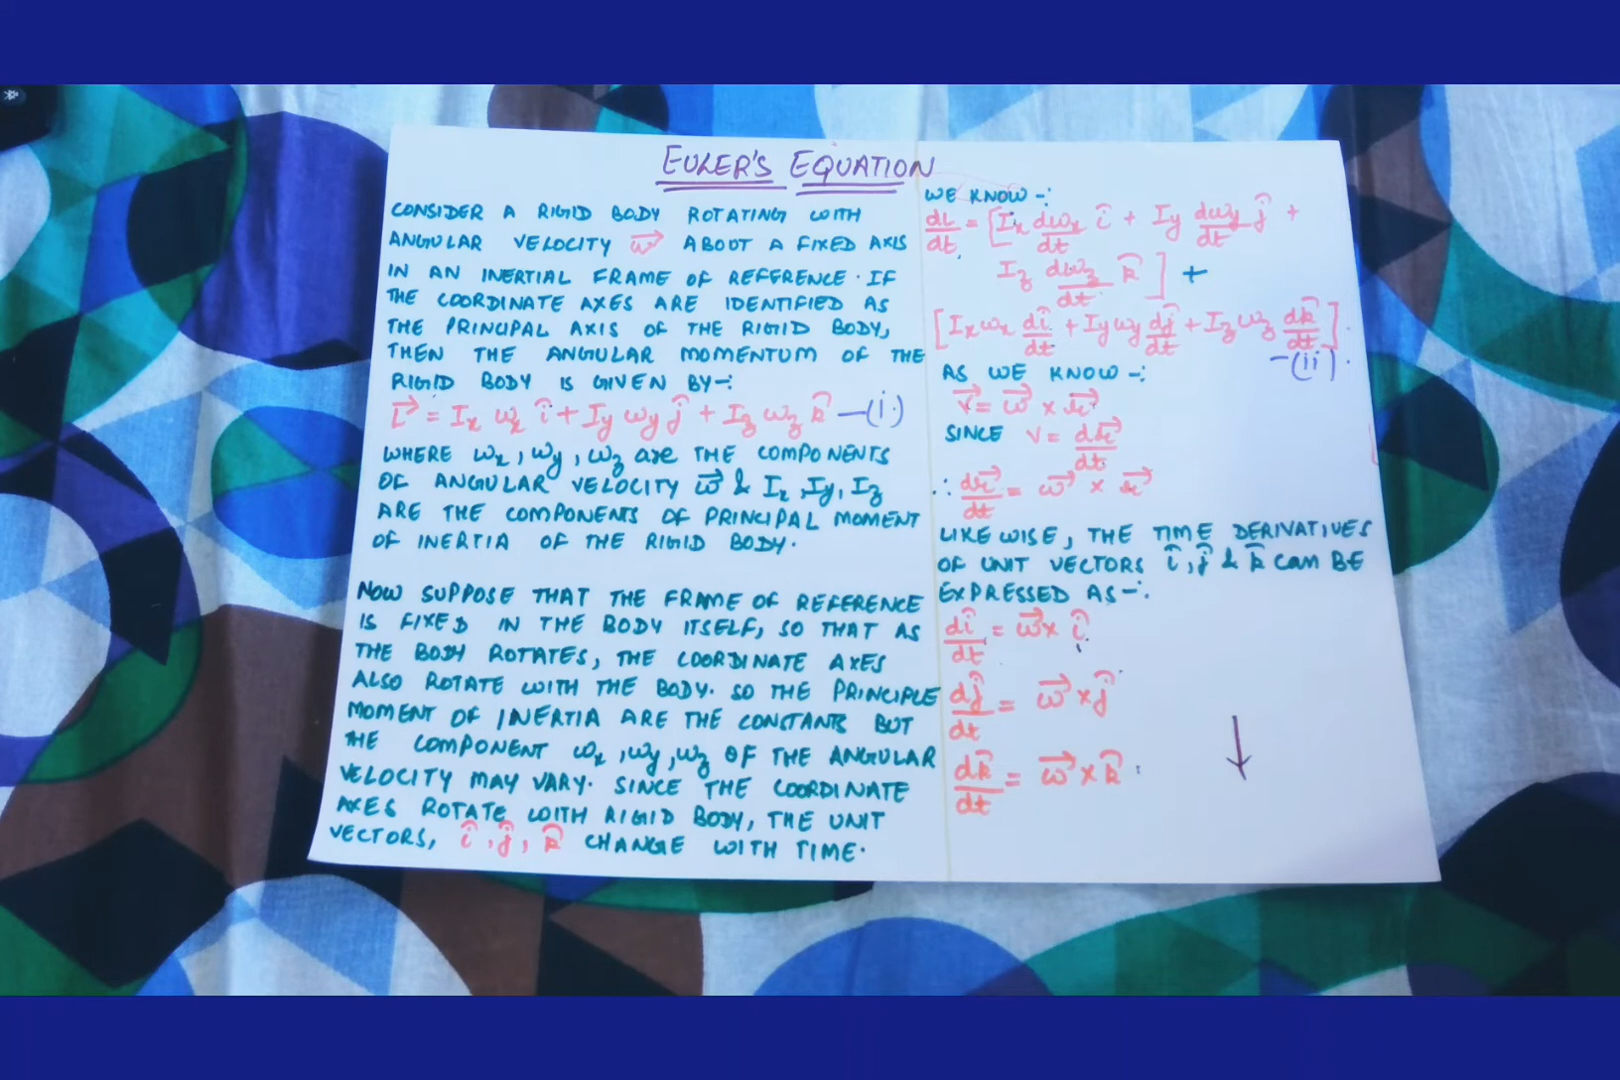 EULER'S EQUATION
CONSIDER A RIGID BODY ROTATING WITH
ANGULAR VELOCITY ω⃗ ABOUT A FIXED AXIS
IN AN INERTIAL FRAME OF REFERENCE. IF
THE COORDINATE AXES ARE IDENTIFIED AS
THE PRINCIPAL AXIS OF THE RIGID BODY,
THEN THE ANGULAR MOMENTUM OF THE
RIGID BODY IS GIVEN BY-:
L⃗ = Ix ωx î + Iy ωy ĵ + Iz ωz k̂ —(i.)
WHERE ωx, ωy, ωz are THE COMPONENTS
OF ANGULAR VELOCITY ω⃗ & Ix, Iy, Iz
ARE THE COMPONENTS OF PRINCIPAL MOMENT
OF INERTIA OF THE RIGID BODY.
NOW SUPPOSE THAT THE FRAME OF REFERENCE
IS FIXED IN THE BODY ITSELF, SO THAT AS
THE BODY ROTATES, THE COORDINATE AXES
ALSO ROTATE WITH THE BODY. SO THE PRINCIPLE
MOMENT OF INERTIA ARE THE CONSTANTS BUT
THE COMPONENT ωx, ωy, ωz OF THE ANGULAR
VELOCITY MAY VARY. SINCE THE COORDINATE
AXES ROTATE WITH RIGID BODY, THE UNIT
VECTORS, î, ĵ, k̂ CHANGE WITH TIME.
WE KNOW -:
dL/dt = [Ix dωx/dt î + Iy dωy/dt ĵ +
Iz dωz/dt k̂] +
[Ix ωx dî/dt + Iy ωy dĵ/dt + Iz ωz dk̂/dt].
—(ii).
AS WE KNOW -:
v⃗ = ω⃗ × r⃗
SINCE v = dr⃗/dt
∴ dr⃗/dt = ω⃗ × r⃗
LIKEWISE, THE TIME DERIVATIVES
OF UNIT VECTORS î, ĵ & k̂ can BE
EXPRESSED AS-:
dî/dt = ω⃗ × î
dĵ/dt = ω⃗ × ĵ
dk̂/dt = ω⃗ × k̂